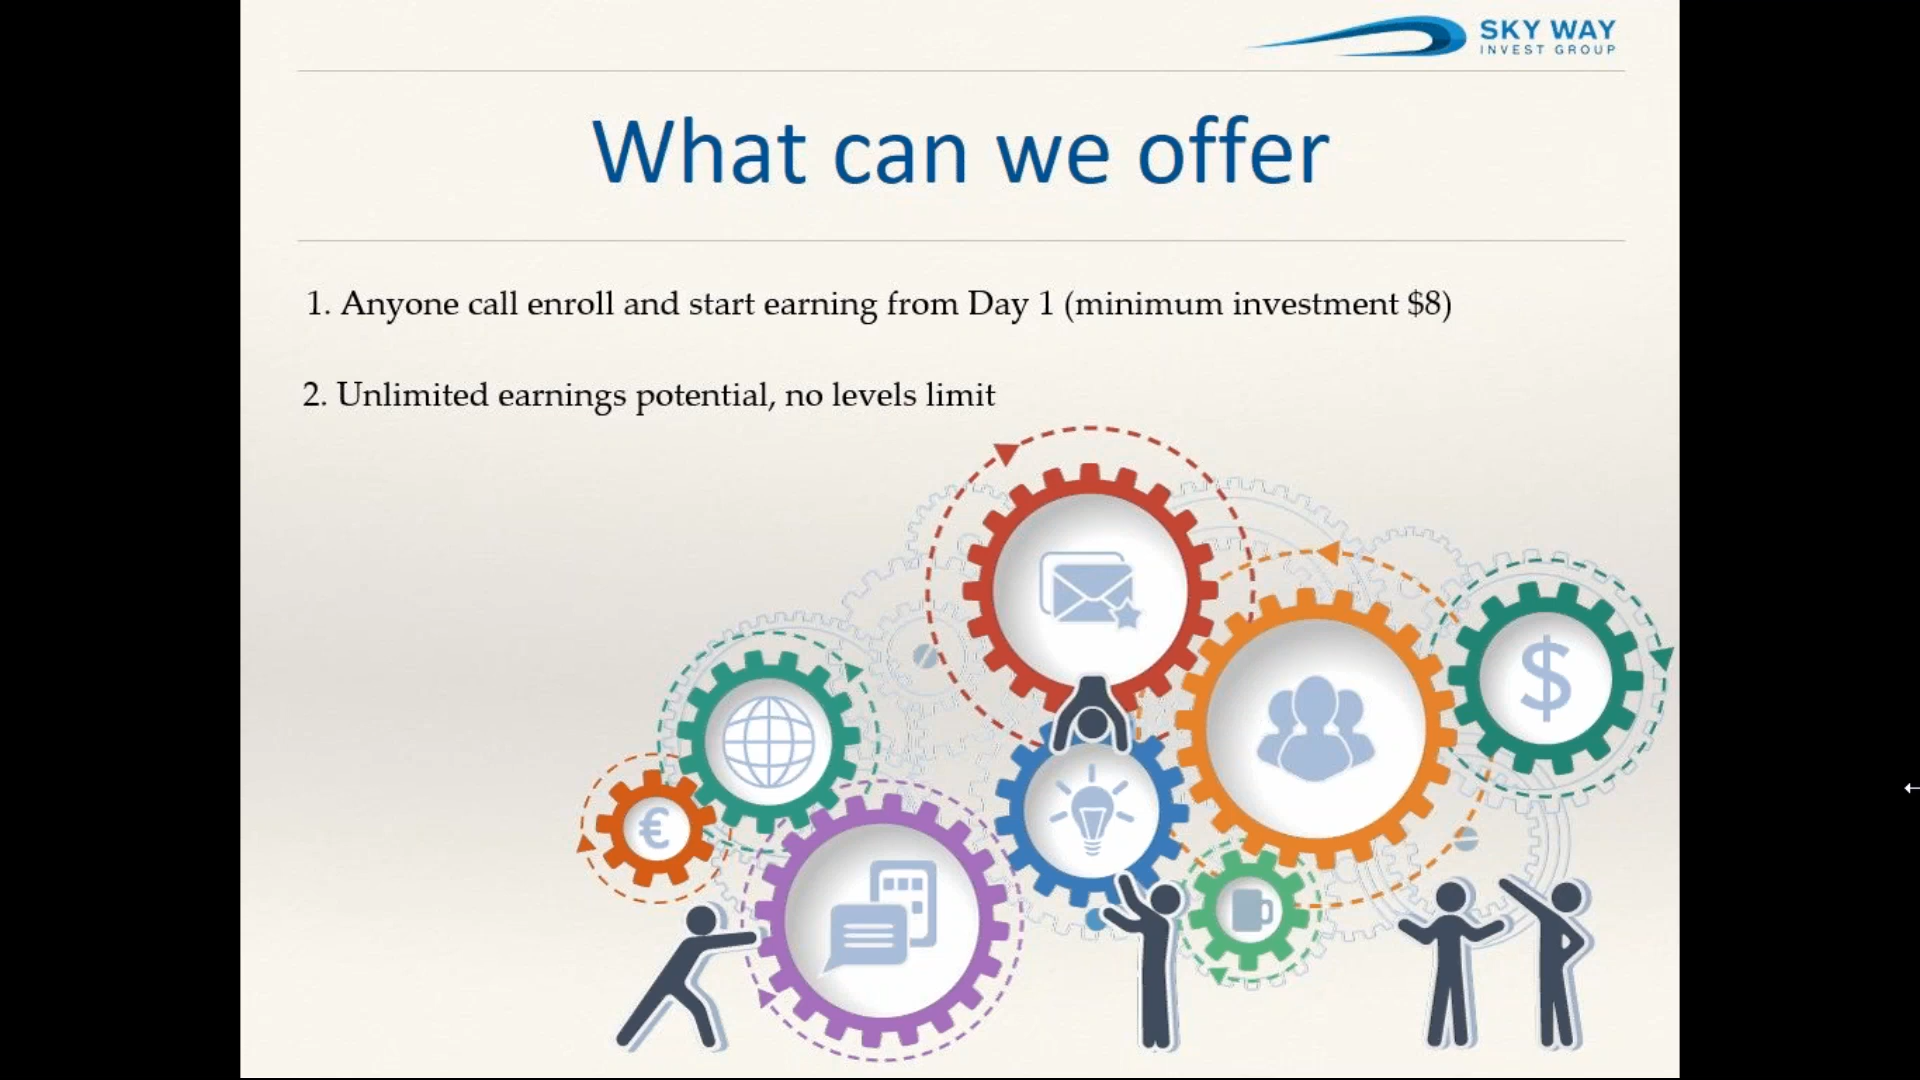 SKY WAY
INVEST GROUP
What can we offer
1. Anyone call enroll and start earning from Day 1 (minimum investment $8)
2. Unlimited earnings potential, no levels limit
$
€